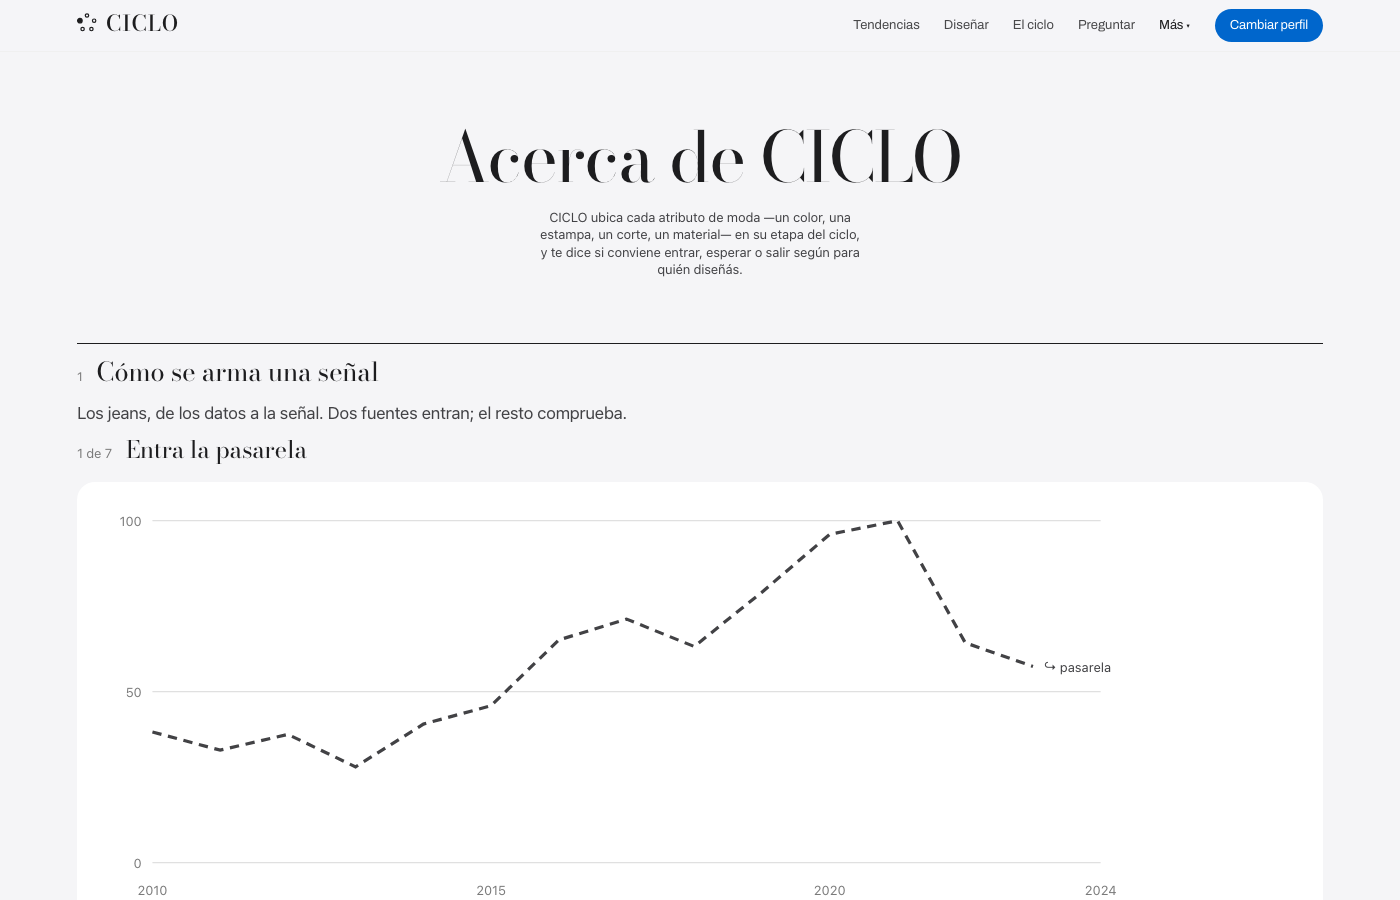 CICLO
Tendencias
Diseñar
El ciclo
Preguntar
Más
Cambiar perfil
Acerca de CICLO
CICLO ubica cada atributo de moda —un color, una
estampa, un corte, un material— en su etapa del ciclo,
y te dice si conviene entrar, esperar o salir según para
quién diseñás.
1 Cómo se arma una señal
Los jeans, de los datos a la señal. Dos fuentes entran; el resto comprueba.
1 de 7 Entra la pasarela
100
↪ pasarela
50
0
2010 2015 2020 2024